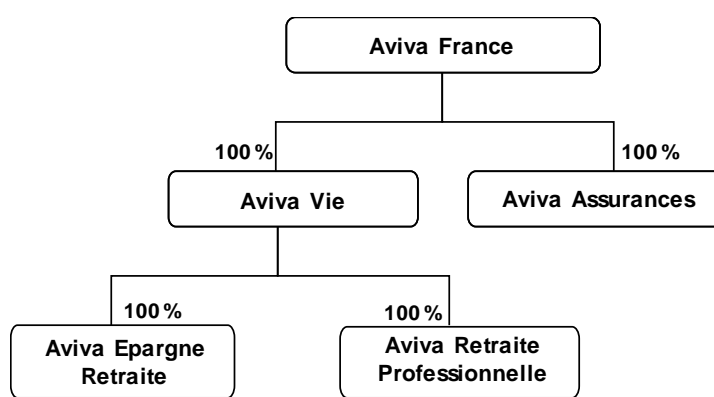 Aviva France
100 %
100 %
Aviva Vie
Aviva Assurances
100 %
100 %
Aviva Epargne
Retraite
Aviva Retraite
Professionnelle